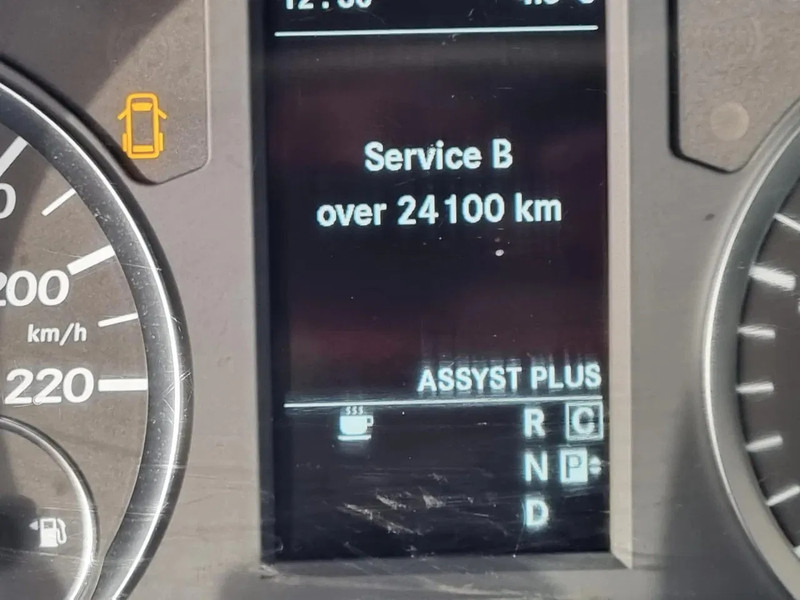 Service B
over 24100 km
200
km/h
220
ASSYST PLUS
R C
N P
D